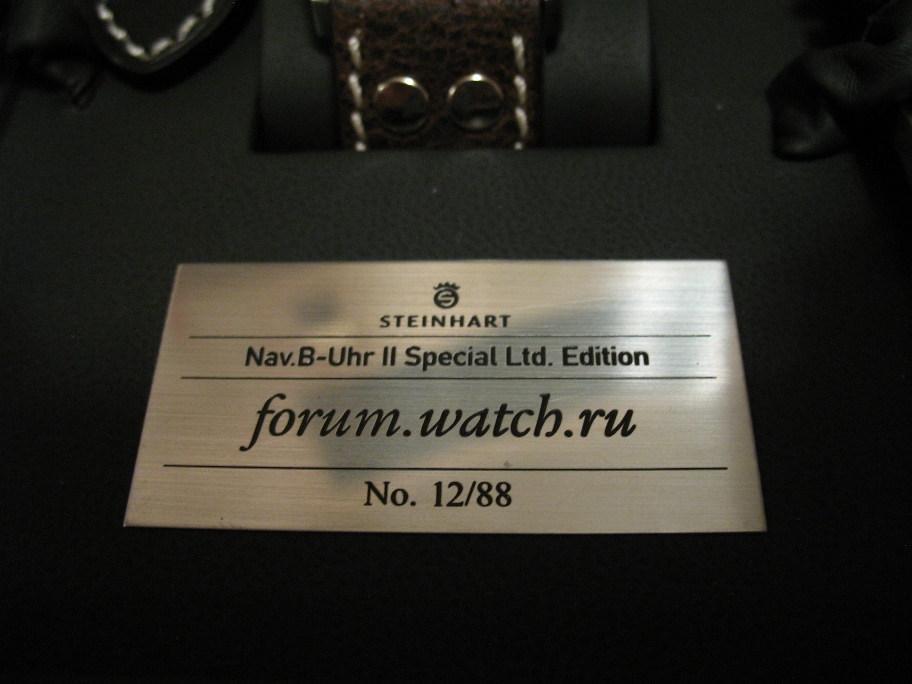 STEINHART
Nav.B-Uhr II Special Ltd. Edition
forum.watch.ru
No. 12/88